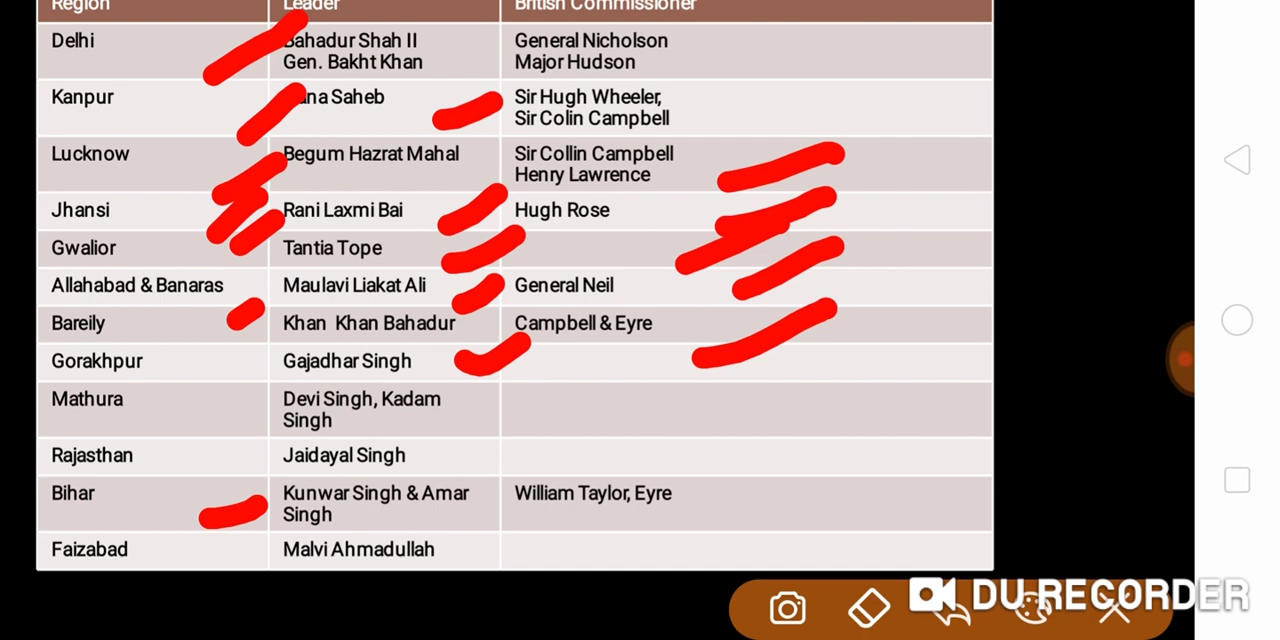 Region Leader British Commissioner
Delhi Bahadur Shah II General Nicholson
Gen. Bakht Khan Major Hudson
Kanpur Nana Saheb Sir Hugh Wheeler,
Sir Colin Campbell
Lucknow Begum Hazrat Mahal Sir Collin Campbell
Henry Lawrence
Jhansi Rani Laxmi Bai Hugh Rose
Gwalior Tantia Tope
Allahabad & Banaras Maulavi Liakat Ali General Neil
Bareily Khan Khan Bahadur Campbell & Eyre
Gorakhpur Gajadhar Singh
Mathura Devi Singh, Kadam
Singh
Rajasthan Jaidayal Singh
Bihar Kunwar Singh & Amar William Taylor, Eyre
Singh
Faizabad Malvi Ahmadullah
DU RECORDER